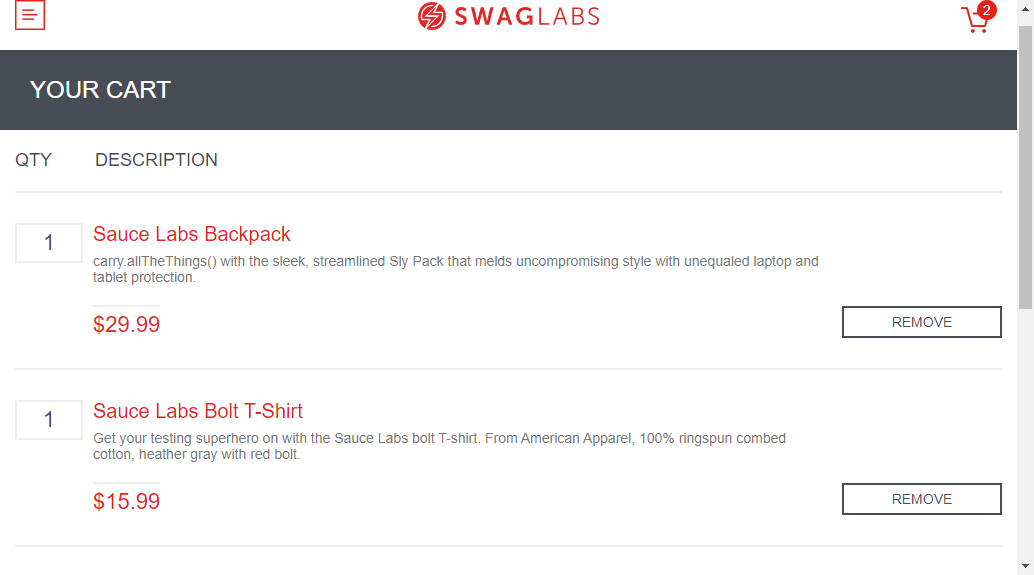 SWAGLABS
2
YOUR CART
QTY DESCRIPTION
1 Sauce Labs Backpack
carry.allTheThings() with the sleek, streamlined Sly Pack that melds uncompromising style with unequaled laptop and
tablet protection.
$29.99 REMOVE
1 Sauce Labs Bolt T-Shirt
Get your testing superhero on with the Sauce Labs bolt T-shirt. From American Apparel, 100% ringspun combed
cotton, heather gray with red bolt.
$15.99 REMOVE